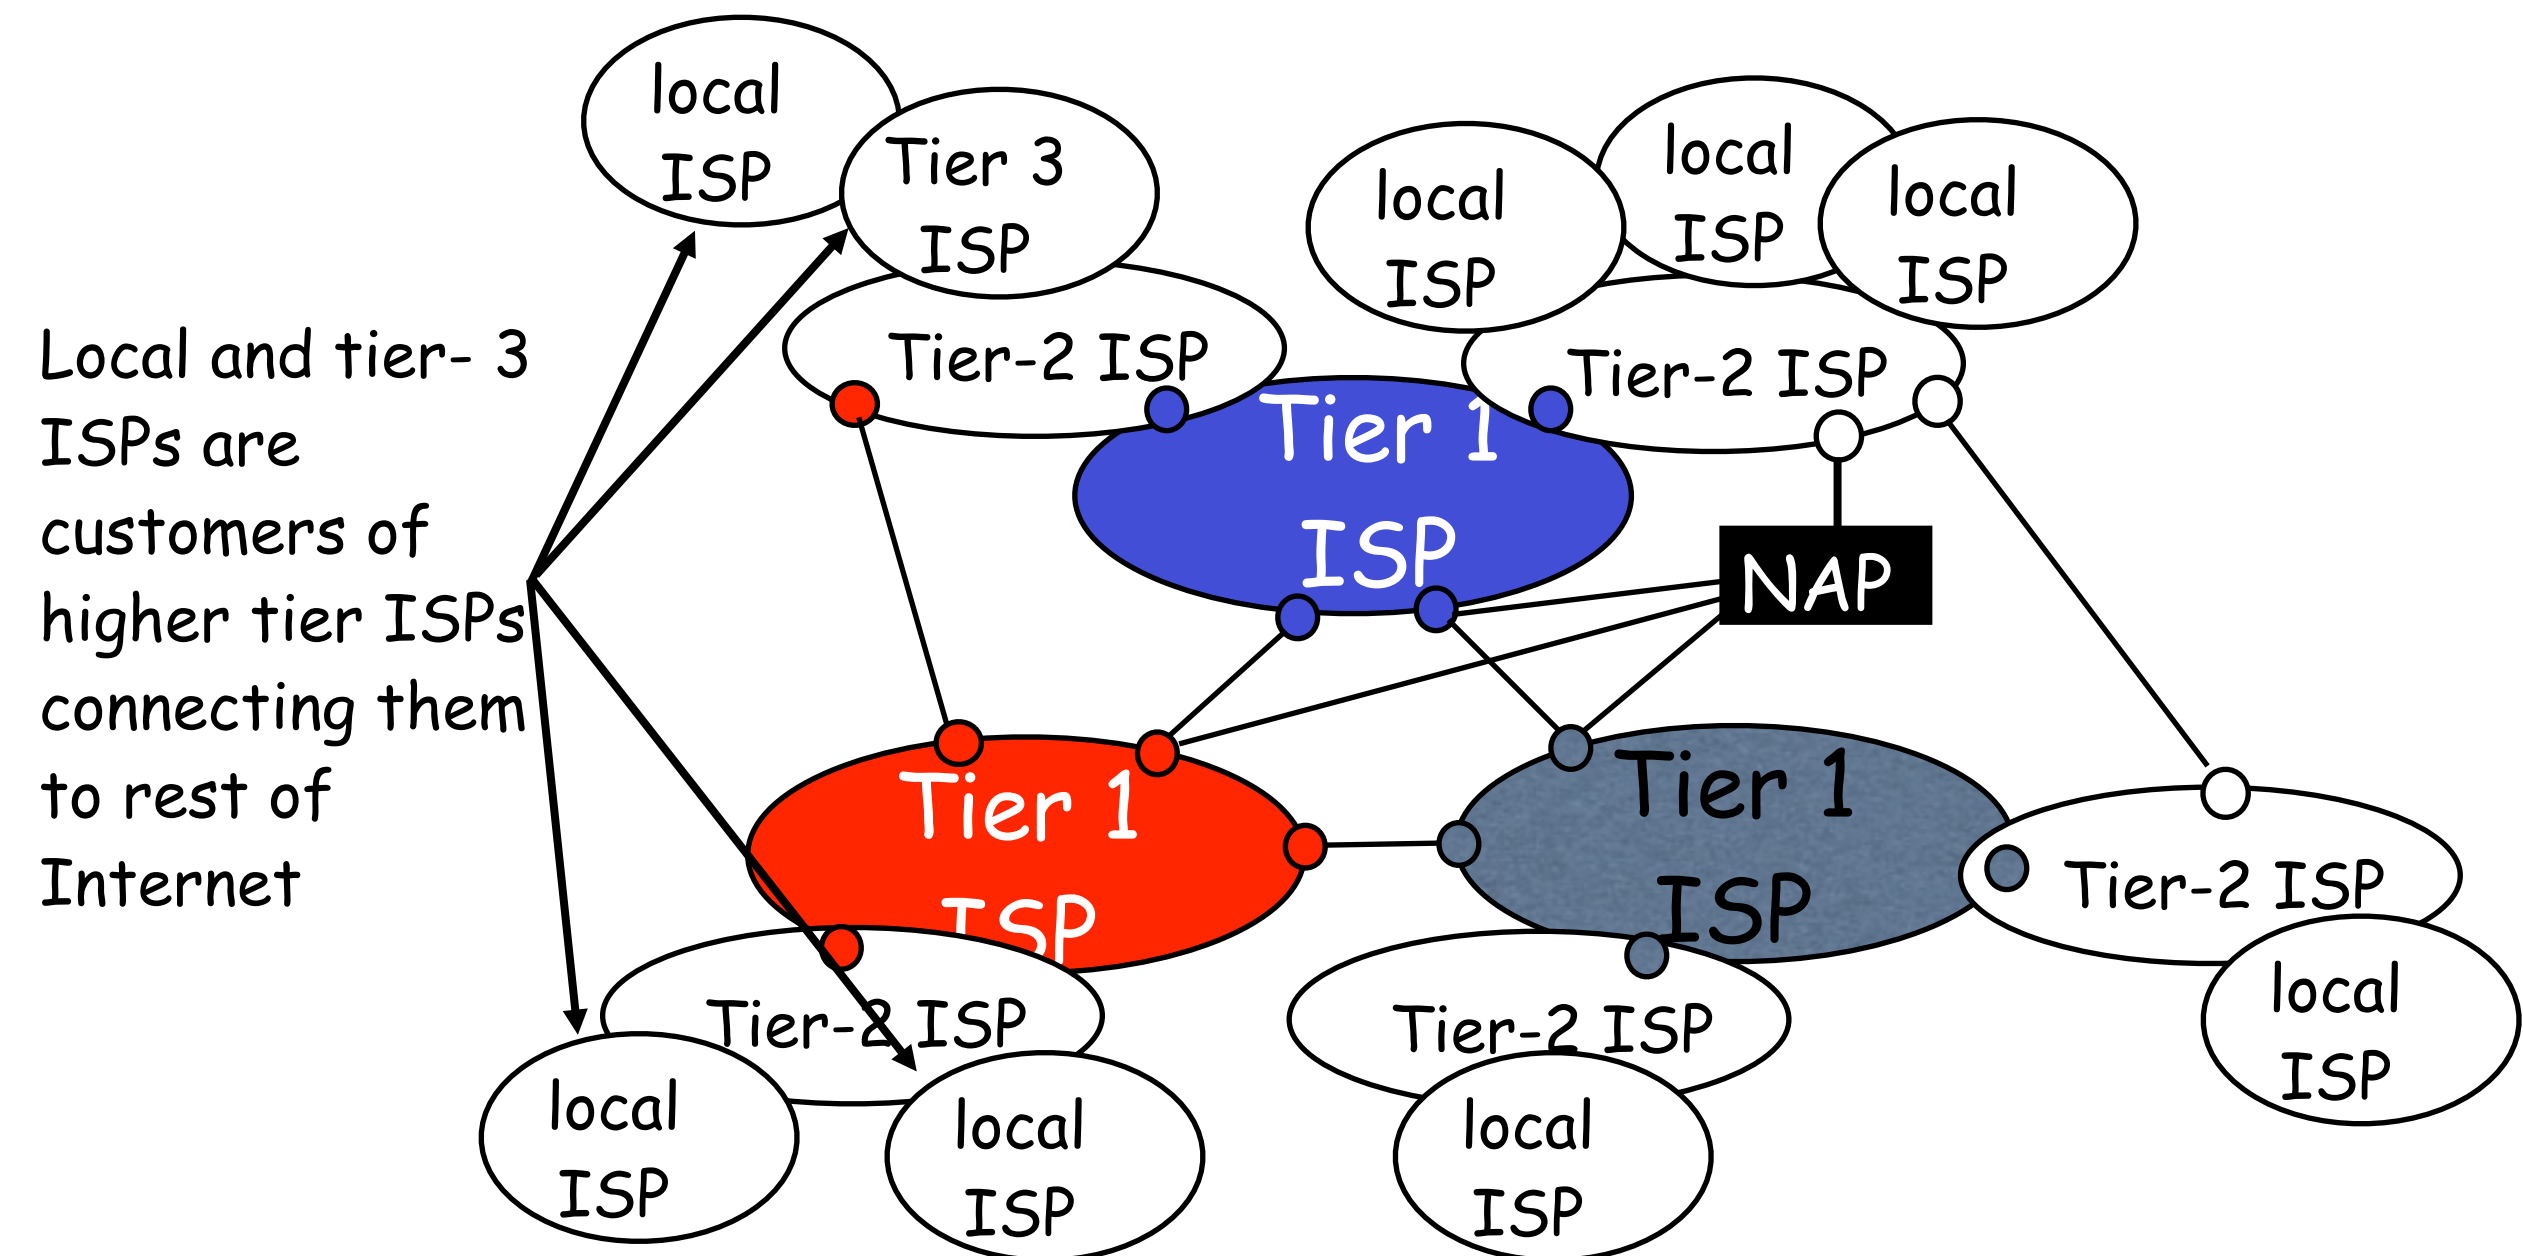 local
ISP
Tier 3
ISP
local
ISP
local
ISP
local
ISP
Local and tier- 3
ISPs are
customers of
higher tier ISPs
connecting them
to rest of
Internet
Tier-2 ISP
Tier-2 ISP
Tier 1
ISP
NAP
Tier 1
ISP
Tier 1
ISP
Tier-2 ISP
Tier-2 ISP
Tier-2 ISP
local
ISP
local
ISP
local
ISP
local
ISP